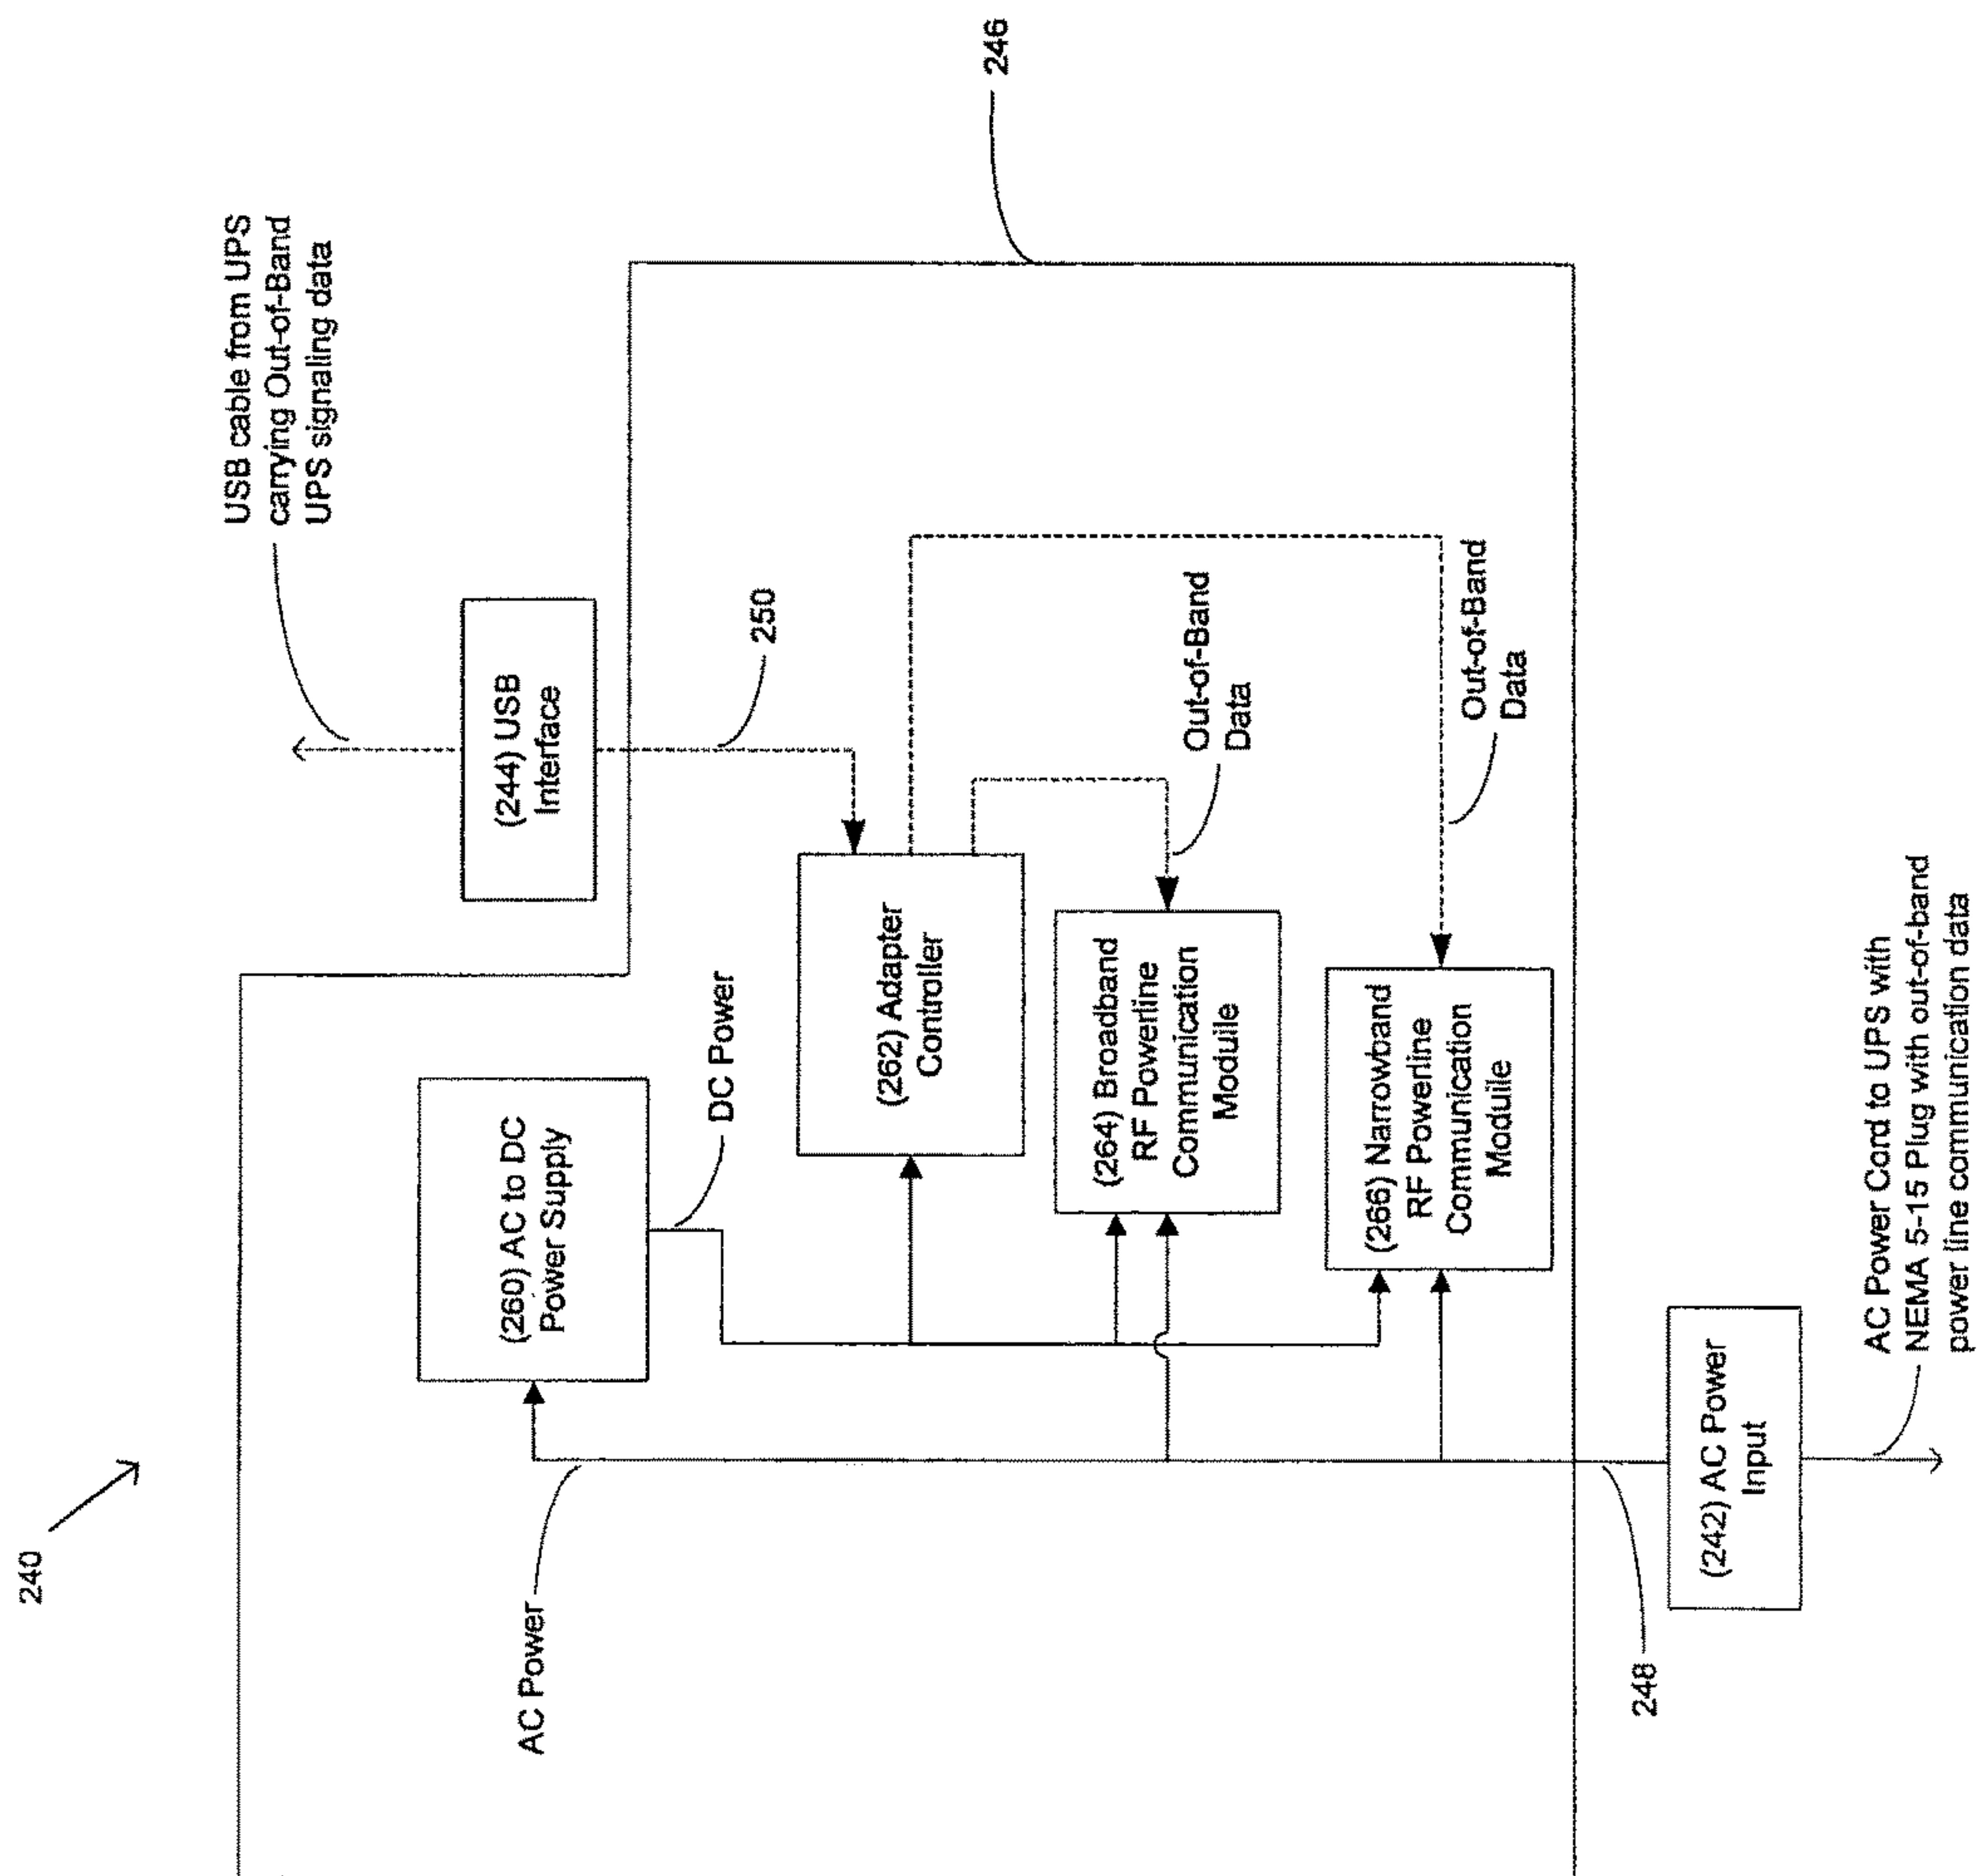 240
USB cable from UPS
carrying Out-of-Band
UPS signaling data
246
(244) USB
Interface
250
(260) AC to DC
Power Supply
DC Power
AC Power
(262) Adapter
Controller
(264) Broadband
RF Powerline
Communication
Moduile
Out-of-Band
Data
(266) Narrowband
RF Powerline
Communication
Moduile
Out-of-Band
Data
248
(242) AC Power
Input
AC Power Cord to UPS with
NEMA 5-15 Plug with out-of-band
power line communication data